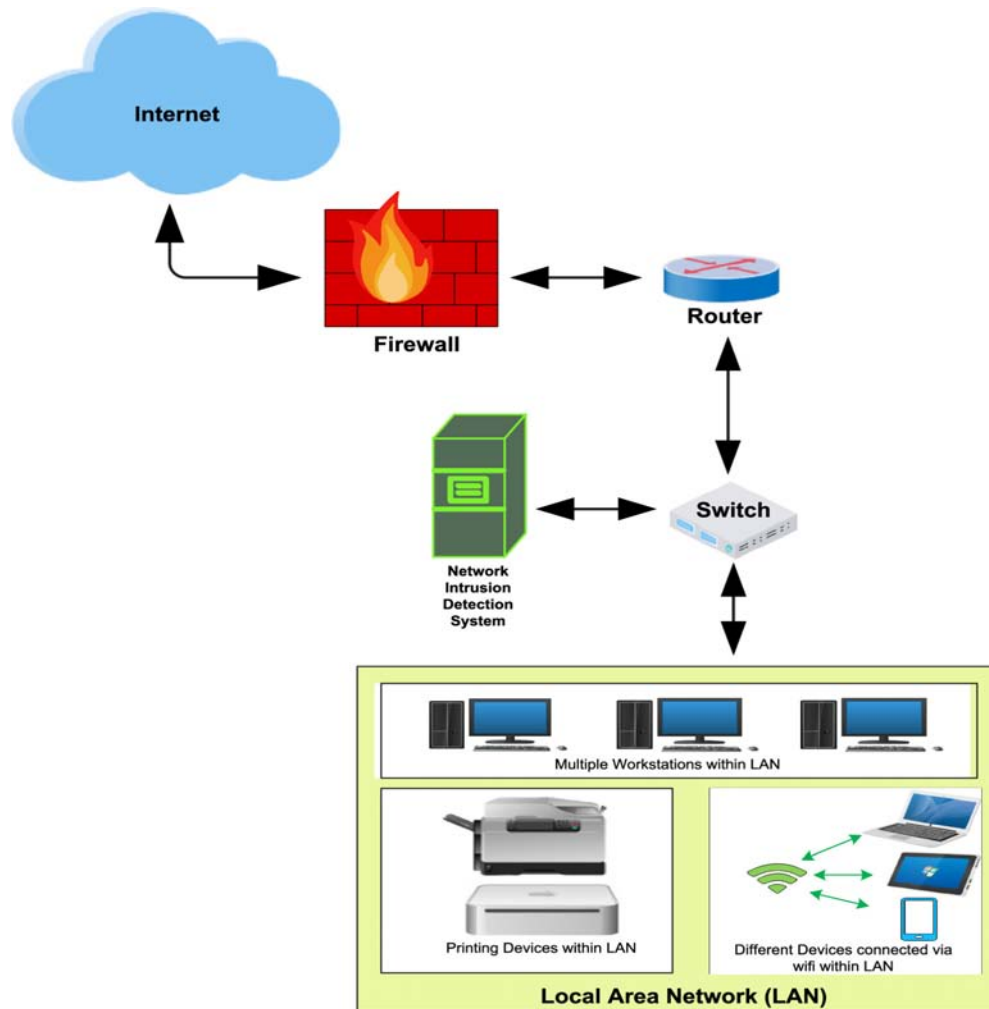 Internet
Firewall
Router
Switch
Network
Intrusion
Detection
System
Multiple Workstations within LAN
Printing Devices within LAN
Different Devices connected via
wifi within LAN
Local Area Network (LAN)